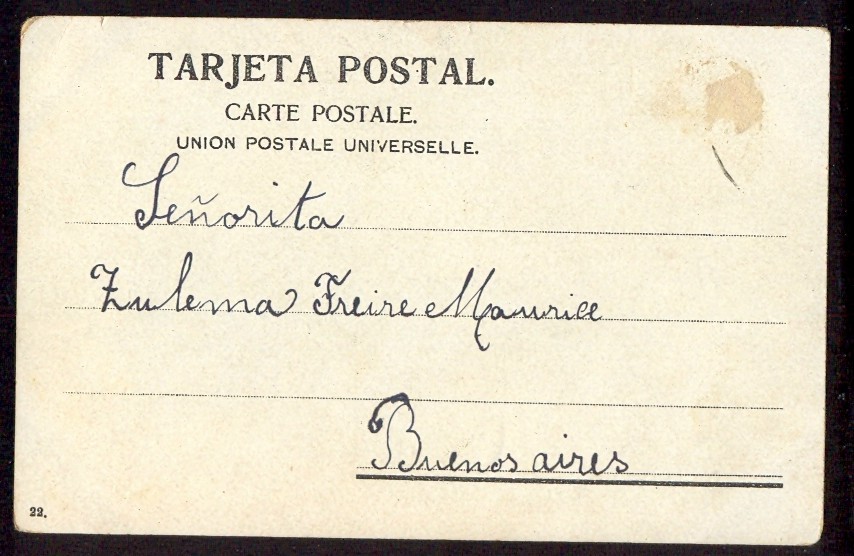 TARJETA POSTAL.
CARTE POSTALE.
UNION POSTALE UNIVERSELLE.
Señorita
Zulema Freire Maurice
Buenos aires
22.